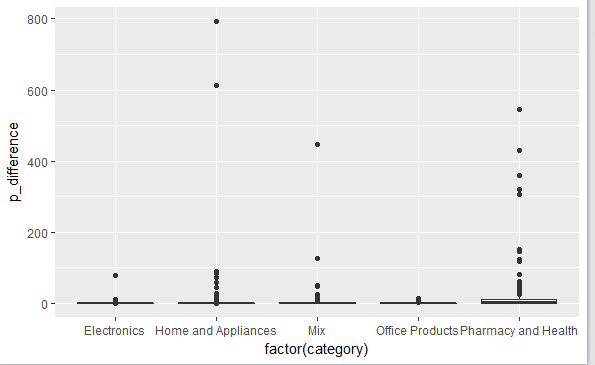 p_difference
800
600
400
200
0
Electronics Home and Appliances Mix Office Products Pharmacy and Health
factor(category)